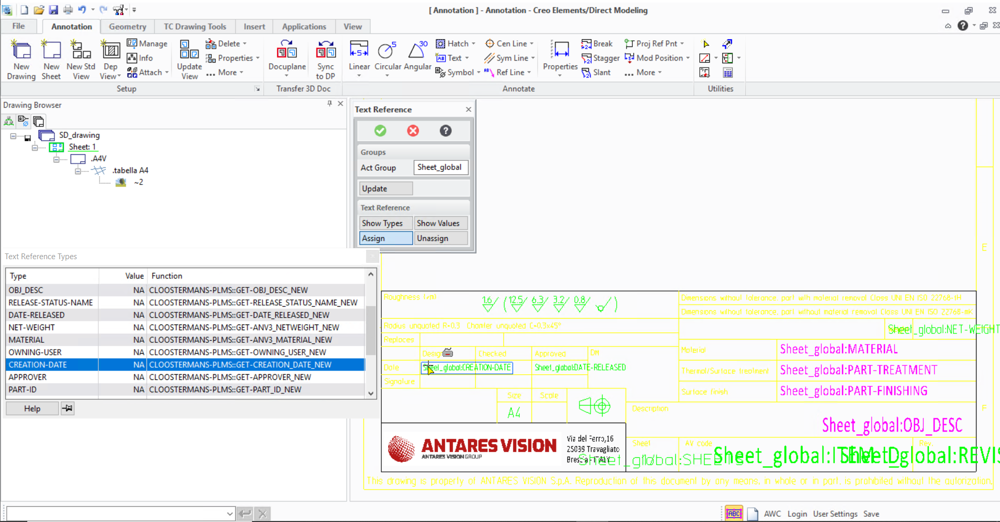 [ Annotation ] - Annotation - Creo Elements/Direct Modeling
File Annotation Geometry TC Drawing Tools Insert Applications View
New Drawing
New Sheet
New Std View
Dep View
Manage
Info
Attach
Update View
Delete
Properties
... More
Docuplane
Sync to DP
Linear
Circular
Angular
Hatch
Text
Symbol
Cen Line
Sym Line
Ref Line
Properties
Break
Stagger
Slant
Proj Ref Pnt
Mod Position
... More
Setup
Transfer 3D Doc
Annotate
Utilities
Drawing Browser
SD_drawing
Sheet: 1
.A4V
.tabella A4
~2
Text Reference
Groups
Act Group Sheet_global
Update
Text Reference
Show Types Show Values
Assign Unassign
Text Reference Types
Type Value Function
OBJ_DESC NA CLOOSTERMANS-PLMS::GET-OBJ_DESC_NEW
RELEASE-STATUS-NAME NA CLOOSTERMANS-PLMS::GET-RELEASE_STATUS_NAME_NEW
DATE-RELEASED NA CLOOSTERMANS-PLMS::GET-DATE_RELEASED_NEW
NET-WEIGHT NA CLOOSTERMANS-PLMS::GET-ANV3_NETWEIGHT_NEW
MATERIAL NA CLOOSTERMANS-PLMS::GET-ANV3_MATERIAL_NEW
OWNING-USER NA CLOOSTERMANS-PLMS::GET-OWNING_USER_NEW
CREATION-DATE NA CLOOSTERMANS-PLMS::GET-CREATION_DATE_NEW
APPROVER NA CLOOSTERMANS-PLMS::GET-APPROVER_NEW
PART-ID NA CLOOSTERMANS-PLMS::GET-PART_ID_NEW
Help
E
Roughness
1.6 ( 12.5 6.3 3.2 0.8 )
Dimensions without tolerance, part with material removal Class UNI EN ISO 22768-mH
Dimensions without tolerance, part without material removal Class UNI EN ISO 22768-mK
Radius unquoted R=0.3 Chamfer unquoted C=0.3x45°
Sheet_global:NET-WEIGHT
Replaces
Material Sheet_global:MATERIAL
Design Checked Approved DM
Date Sheet_global:CREATION-DATE Sheet_global:DATE-RELEASED
Thermal/Surface treatment Sheet_global:PART-TREATMENT
Signature
Surface finish Sheet_global:PART-FINISHING
Size Scale
A4
Description
F
Sheet_global:OBJ_DESC
ANTARES VISION
ANTARES VISION GROUP
Via del Ferro,16
25039 Travagliato
Brescia - ITALY
Sheet AV code Rev.
Sheet_global:SHEETS
Sheet_global:ITEM_ID
Sheet_global:REVIS
This drawing is property of ANTARES VISION S.p.A. Reproduction of this document by any means, in whole or in part, is prohibited without the autorization.
AWC Login User Settings Save